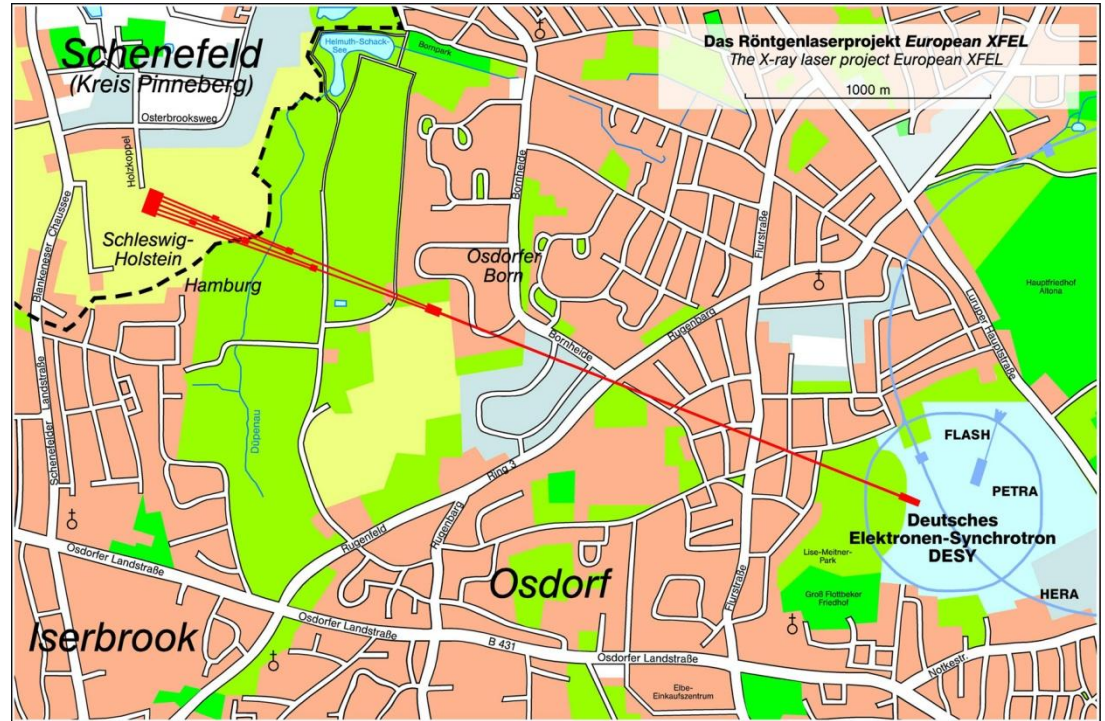 Schenefeld
(Kreis Pinneberg)
Helmuth-Schack-
See
Bornpark
Das Röntgenlaserprojekt European XFEL
The X-ray laser project European XFEL
1000 m
Osterbrooksweg
Holzkoppel
Blankeneser Chaussee
Schleswig-
Holstein
Hamburg
Bornheide
Osdorfer
Born
Flurstraße
Rugenbarg
Bornheide
Hauptfriedhof
Altona
Luruper Hauptstraße
Schenefelder Landstraße
Düpenau
Ring 3
FLASH
PETRA
Deutsches
Elektronen-Synchrotron
DESY
HERA
Rugenfeld
Rugenbarg
Osdorfer Landstraße
Osdorf
Flurstraße
Lise-Meitner-
Park
Groß Flottbeker
Friedhof
Iserbrook
Osdorfer Landstraße
B 431
Osdorfer Landstraße
Notkestr.
Elbe-
Einkaufszentrum